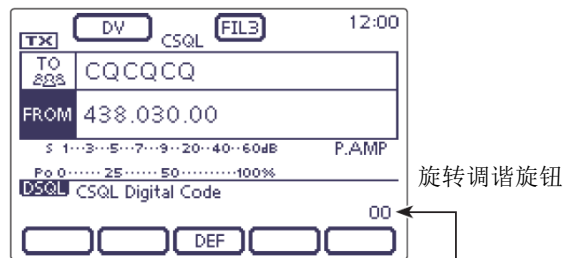 DV CSQL FIL3 12:00
TX
TO CQCQCQ
FROM 438.030.00
S 1···3···5···7···9··20··40··60dB P.AMP
Po 0······25······50··········100%
DSQL CSQL Digital Code
旋转调谐旋钮
00
DEF